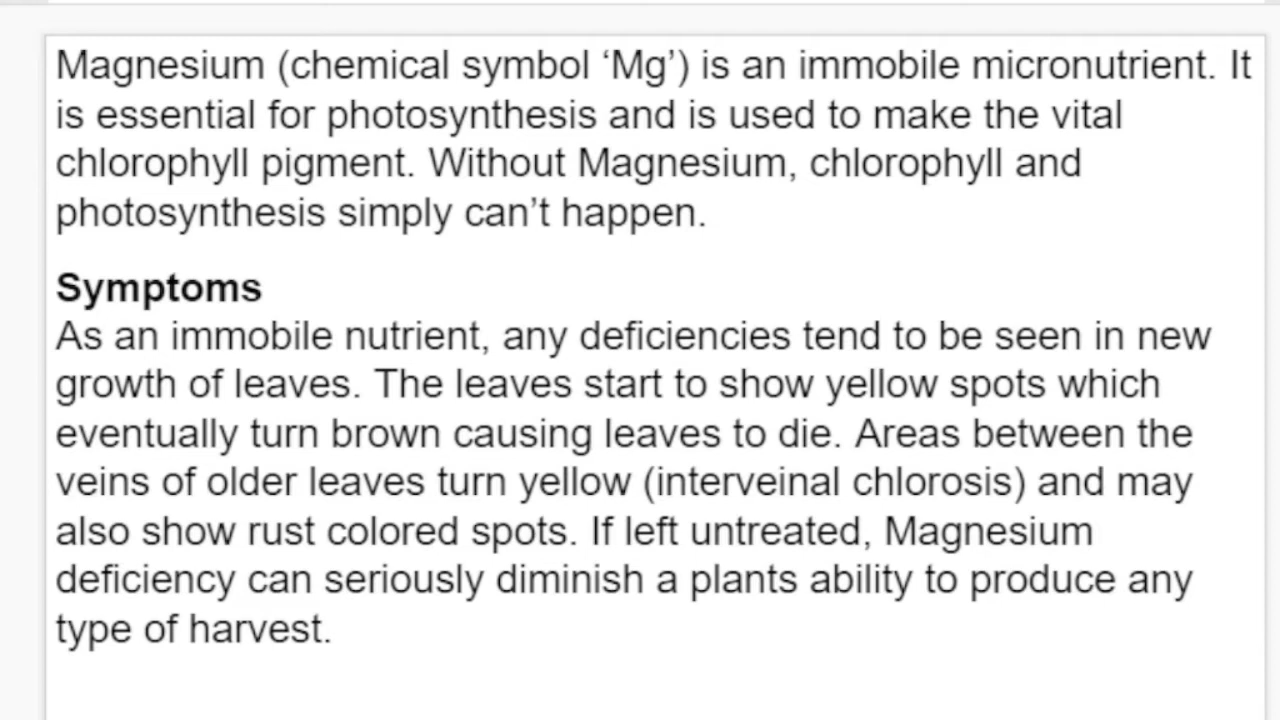 Magnesium (chemical symbol ‘Mg’) is an immobile micronutrient. It
is essential for photosynthesis and is used to make the vital
chlorophyll pigment. Without Magnesium, chlorophyll and
photosynthesis simply can’t happen.
Symptoms
As an immobile nutrient, any deficiencies tend to be seen in new
growth of leaves. The leaves start to show yellow spots which
eventually turn brown causing leaves to die. Areas between the
veins of older leaves turn yellow (interveinal chlorosis) and may
also show rust colored spots. If left untreated, Magnesium
deficiency can seriously diminish a plants ability to produce any
type of harvest.